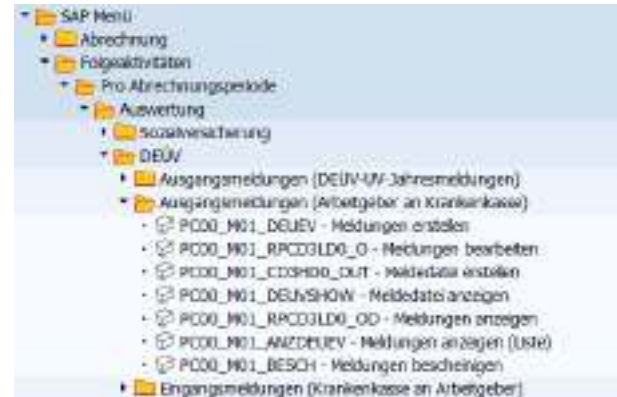 SAP Menü
Abrechnung
Folgeaktivitäten
Pro Abrechnungsperiode
Auswertung
Sozialversicherung
DEÜV
Ausgangsmeldungen (DEÜV-UV-Jahresmeldungen)
Ausgangsmeldungen (Arbeitgeber an Krankenkasse)
PC00_M01_DEUEV - Meldungen erstellen
PC00_M01_RPCD3LD0_O - Meldungen bearbeiten
PC00_M01_CD3HD0_OUT - Meldedatei erstellen
PC00_M01_DEUVSHOW - Meldedatei anzeigen
PC00_M01_RPCD3LD0_OD - Meldungen anzeigen
PC00_M01_ANZDEUEV - Meldungen anzeigen (Liste)
PC00_M01_BESCH - Meldungen bescheinigen
Eingangsmeldungen (Krankenkasse an Arbeitgeber)